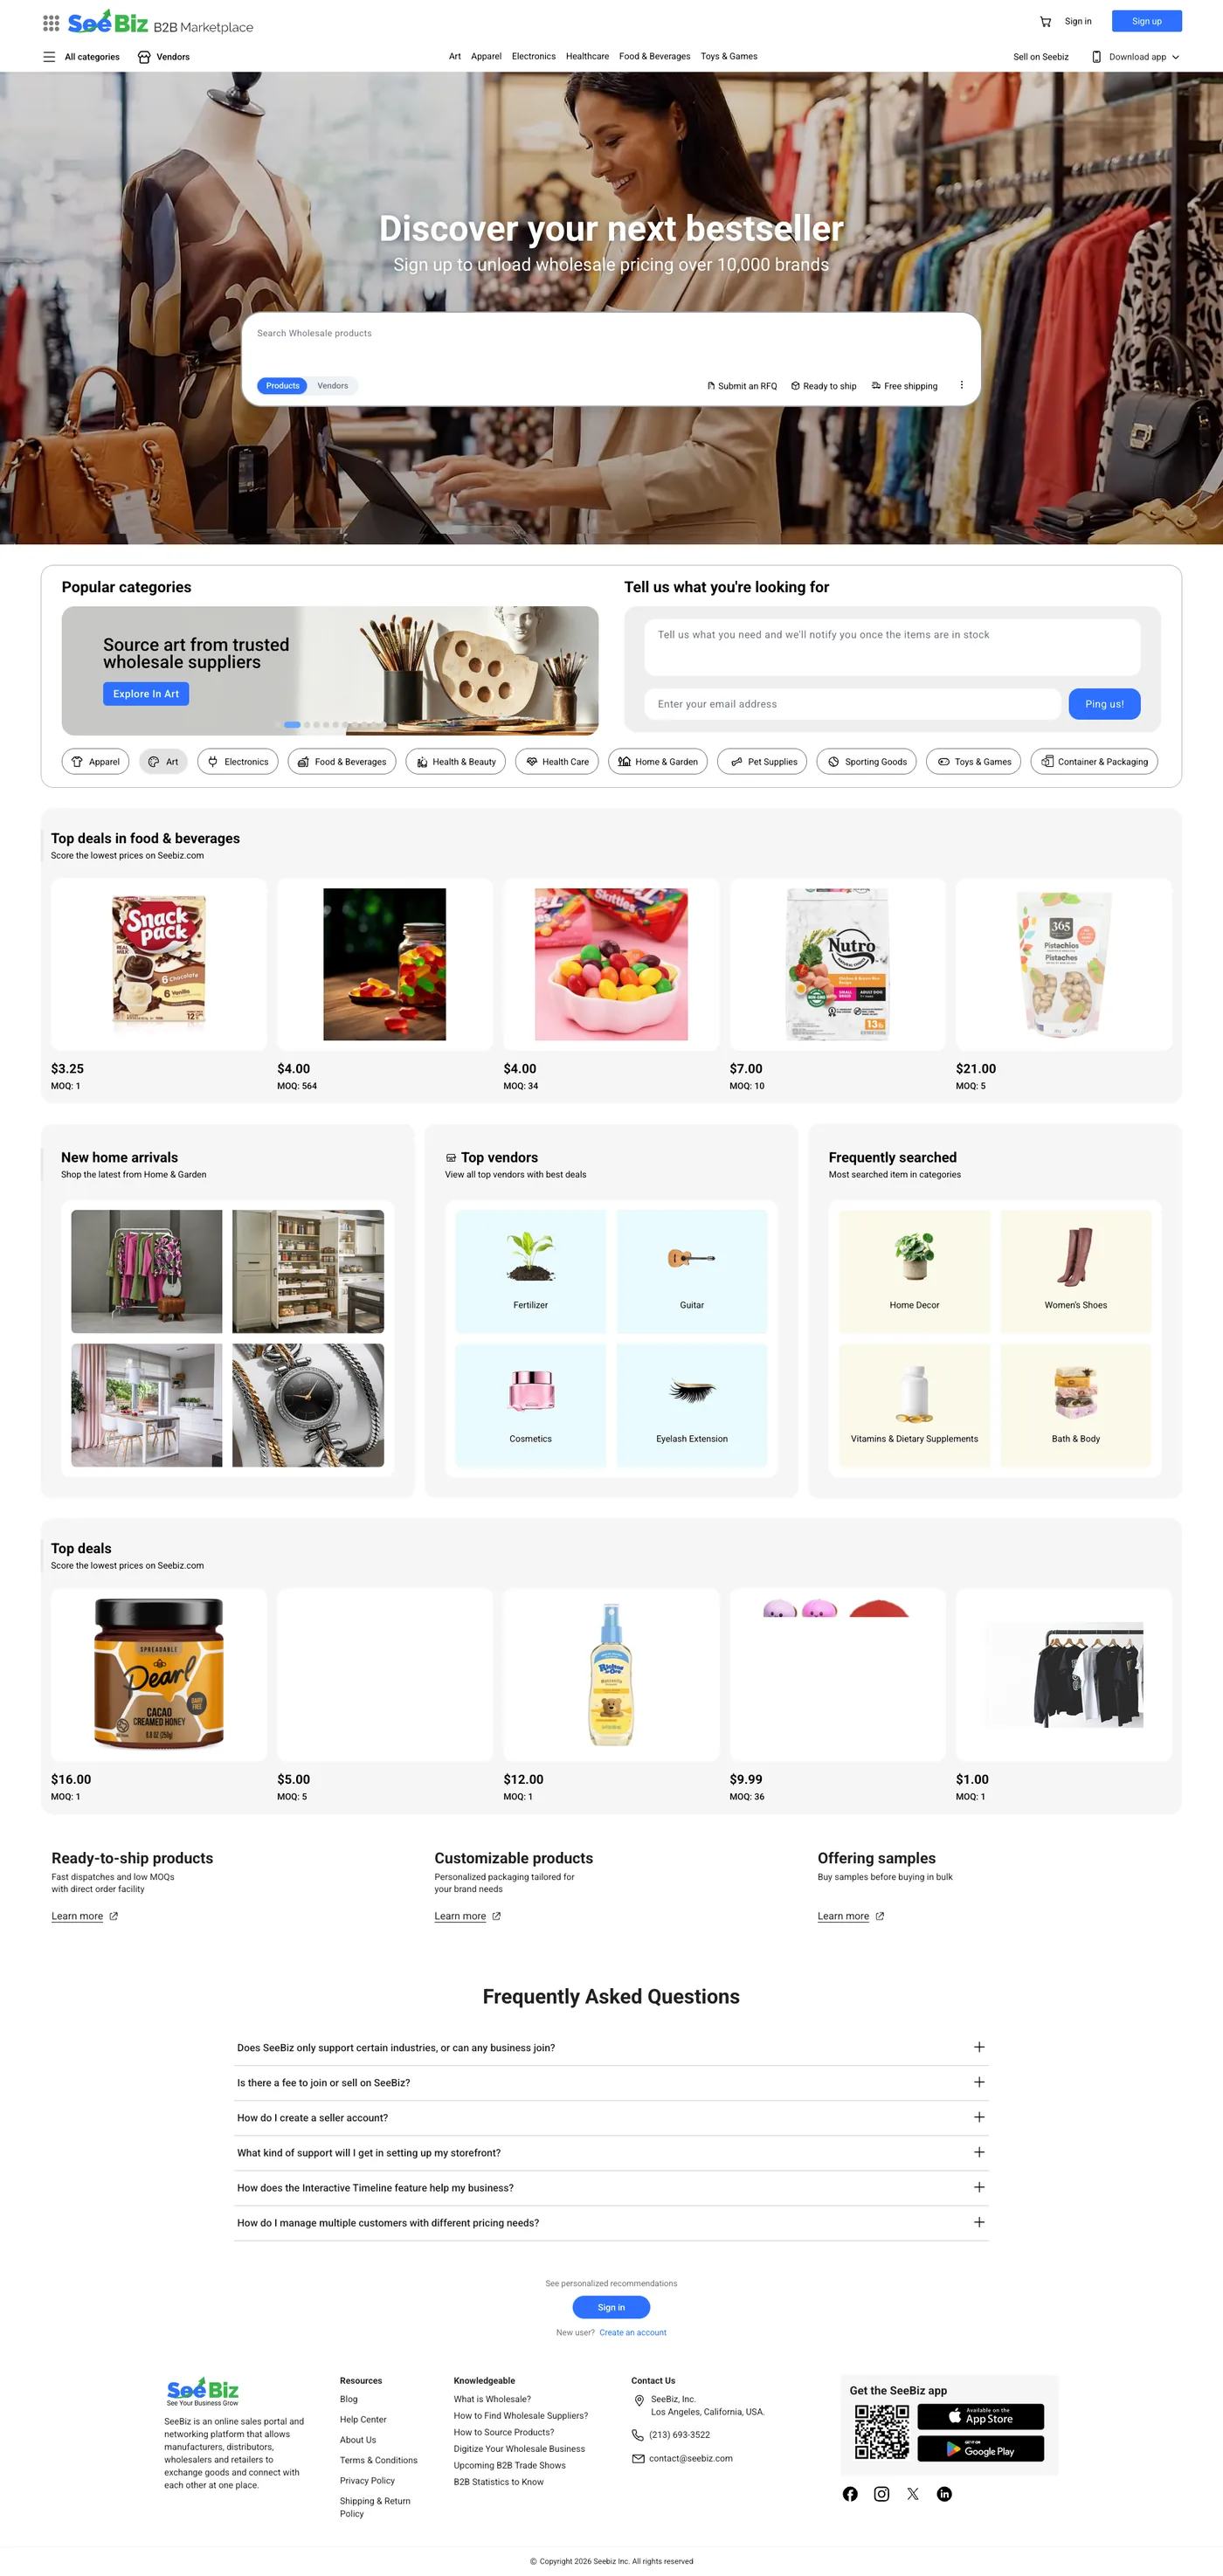 SeeBiz B2B Marketplace
Sign in
Sign up
All categories
Vendors
Art
Apparel
Electronics
Healthcare
Food & Beverages
Toys & Games
Sell on Seebiz
Download app
Discover your next bestseller
Sign up to unload wholesale pricing over 10,000 brands
Search Wholesale products
Products
Vendors
Submit an RFQ
Ready to ship
Free shipping
Popular categories
Source art from trusted
wholesale suppliers
Explore In Art
Tell us what you're looking for
Tell us what you need and we'll notify you once the items are in stock
Enter your email address
Ping us!
Apparel
Art
Electronics
Food & Beverages
Health & Beauty
Health Care
Home & Garden
Pet Supplies
Sporting Goods
Toys & Games
Container & Packaging
Top deals in food & beverages
Score the lowest prices on Seebiz.com
Snack
pack
6 Chocolate
6 Vanilla
12
Skittles
Nutro
ADULT DOG
13
365
Pistachios
Pistaches
$3.25
MOQ: 1
$4.00
MOQ: 564
$4.00
MOQ: 34
$7.00
MOQ: 10
$21.00
MOQ: 5
New home arrivals
Shop the latest from Home & Garden
Top vendors
View all top vendors with best deals
Fertilizer
Guitar
Cosmetics
Eyelash Extension
Frequently searched
Most searched item in categories
Home Decor
Women's Shoes
Vitamins & Dietary Supplements
Bath & Body
Top deals
Score the lowest prices on Seebiz.com
SPREADABLE
Pearl
DAIRY
FREE
CACAO
CREAMED HONEY
$16.00
MOQ: 1
$5.00
MOQ: 5
$12.00
MOQ: 1
$9.99
MOQ: 36
$1.00
MOQ: 1
Ready-to-ship products
Fast dispatches and low MOQs
with direct order facility
Learn more
Customizable products
Personalized packaging tailored for
your brand needs
Learn more
Offering samples
Buy samples before buying in bulk
Learn more
Frequently Asked Questions
Does SeeBiz only support certain industries, or can any business join?
Is there a fee to join or sell on SeeBiz?
How do I create a seller account?
What kind of support will I get in setting up my storefront?
How does the Interactive Timeline feature help my business?
How do I manage multiple customers with different pricing needs?
See personalized recommendations
Sign in
New user? Create an account
SeeBiz
See Your Business Grow
SeeBiz is an online sales portal and
networking platform that allows
manufacturers, distributors,
wholesalers and retailers to
exchange goods and connect with
each other at one place.
Resources
Blog
Help Center
About Us
Terms & Conditions
Privacy Policy
Shipping & Return
Policy
Knowledgeable
What is Wholesale?
How to Find Wholesale Suppliers?
How to Source Products?
Digitize Your Wholesale Business
Upcoming B2B Trade Shows
B2B Statistics to Know
Contact Us
SeeBiz, Inc.
Los Angeles, California, USA.
(213) 693-3522
contact@seebiz.com
Get the SeeBiz app
Available on the
App Store
GET IT ON
Google Play
© Copyright 2026 Seebiz Inc. All rights reserved